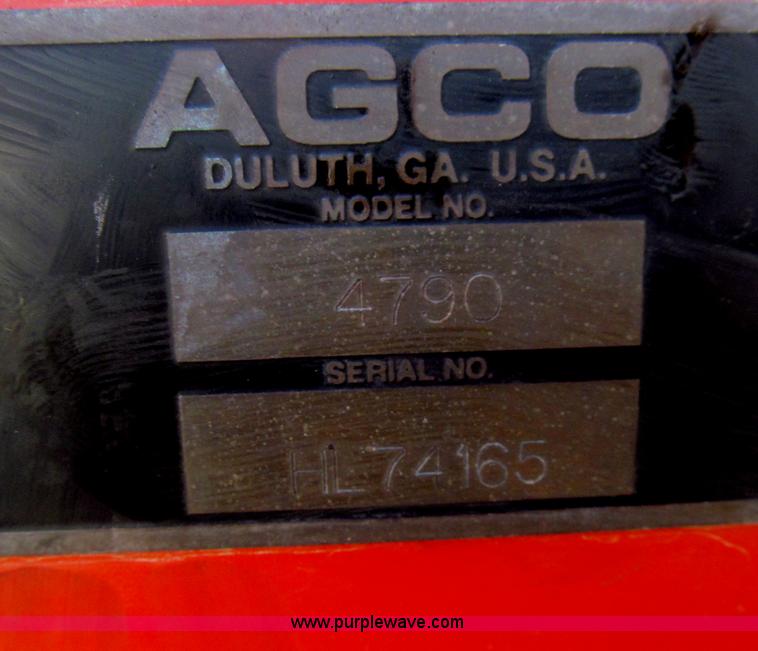 AGCO
DULUTH, GA. U.S.A.
MODEL NO.
4790
SERIAL NO.
HL74165
www.purplewave.com